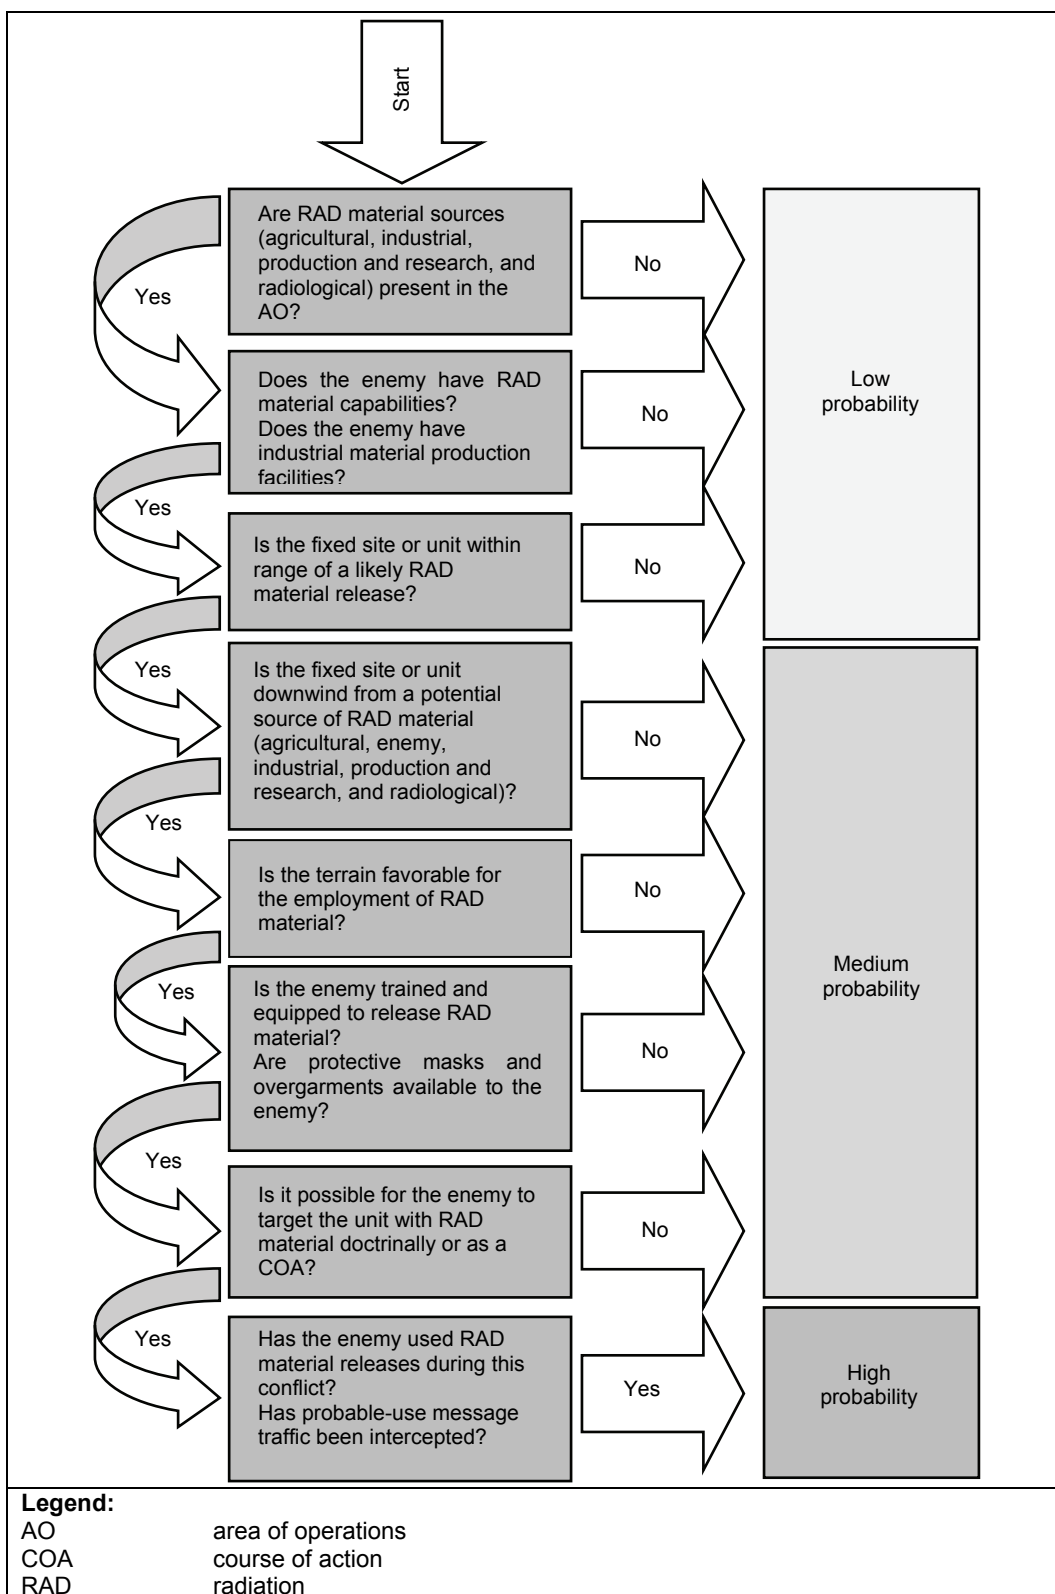 Start
Are RAD material sources
(agricultural, industrial,
production and research, and
radiological) present in the
AO?
Yes
No
Does the enemy have RAD
material capabilities?
Does the enemy have
industrial material production
facilities?
No
Low
probability
Yes
Is the fixed site or unit within
range of a likely RAD
material release?
No
Yes
Is the fixed site or unit
downwind from a potential
source of RAD material
(agricultural, enemy,
industrial, production and
research, and radiological)?
No
Yes
Is the terrain favorable for
the employment of RAD
material?
No
Yes
Is the enemy trained and
equipped to release RAD
material?
Are protective masks and
overgarments available to the
enemy?
No
Medium
probability
Yes
Is it possible for the enemy to
target the unit with RAD
material doctrinally or as a
COA?
No
Yes
Has the enemy used RAD
material releases during this
conflict?
Has probable-use message
traffic been intercepted?
Yes
High
probability
Legend:
AO area of operations
COA course of action
RAD radiation